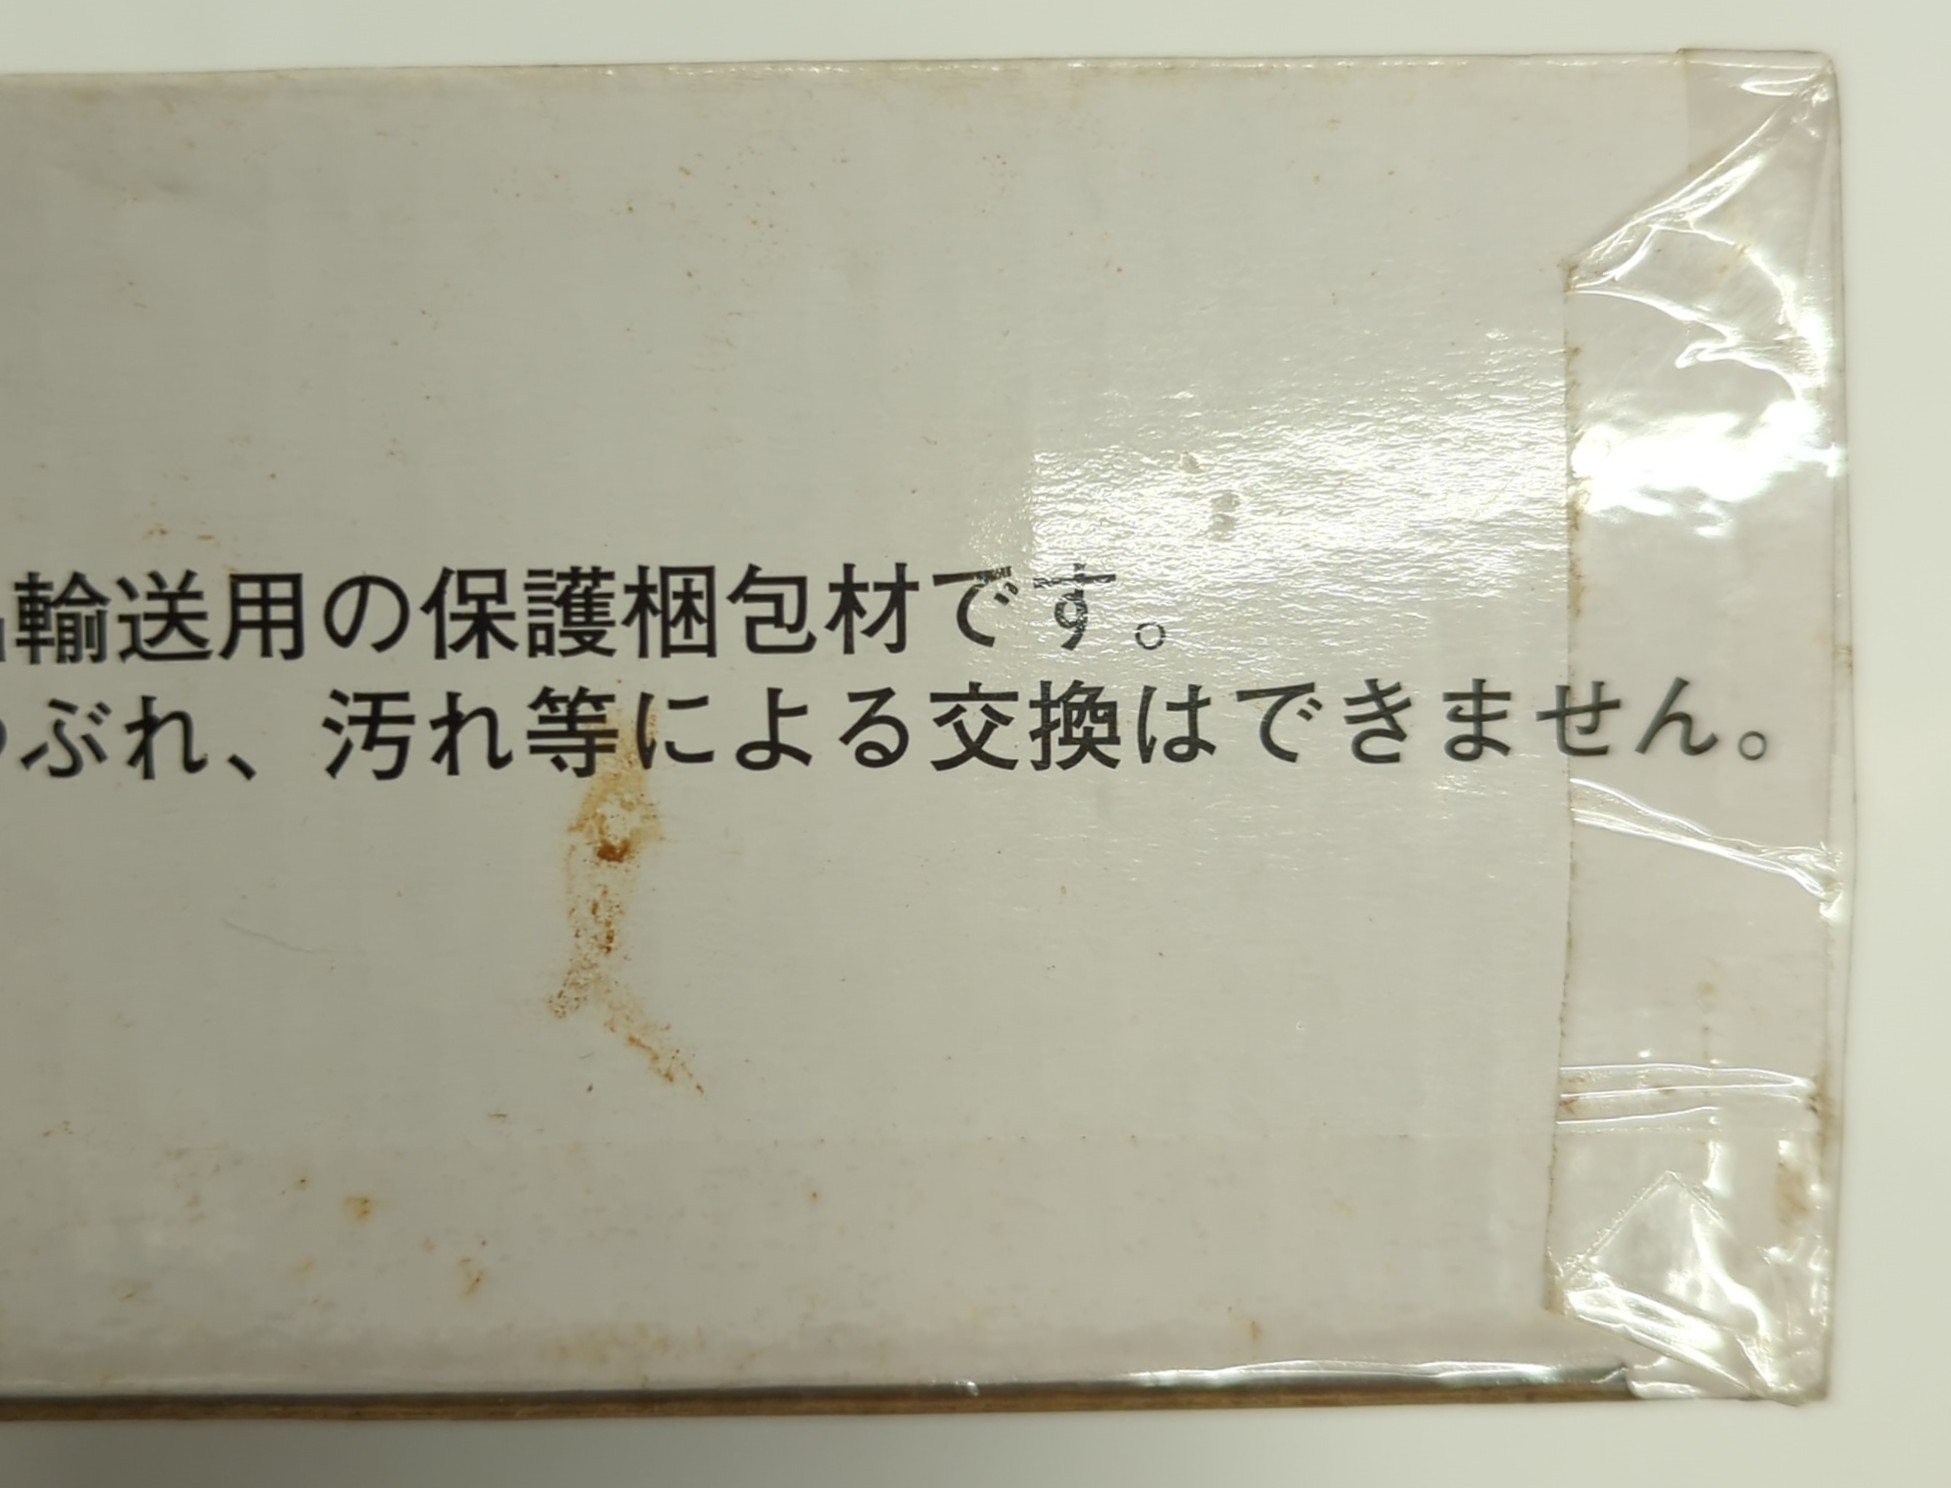 輸送用の保護梱包材です。
ぶれ、汚れ等による交換はできません。